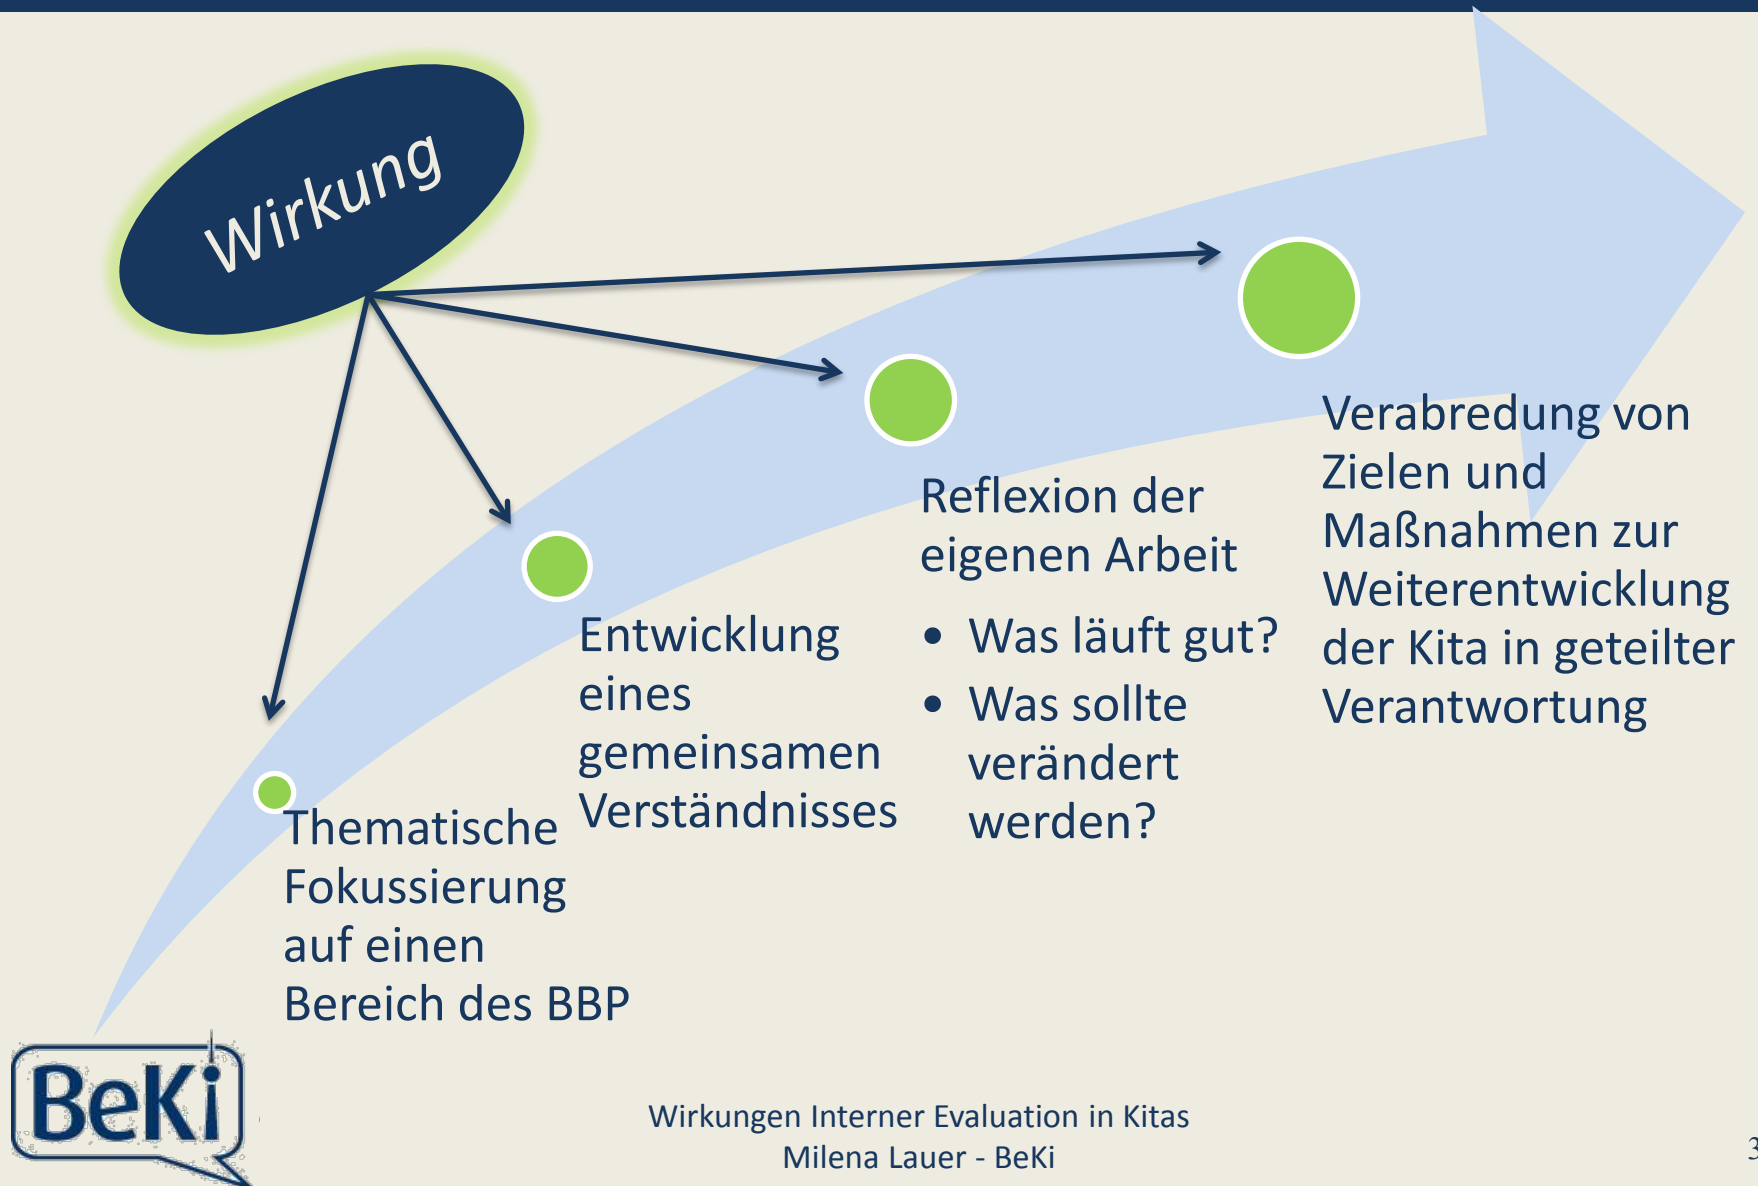 Wirkung
Thematische
Fokussierung
auf einen
Bereich des BBP
Entwicklung
eines
gemeinsamen
Verständnisses
Reflexion der
eigenen Arbeit
• Was läuft gut?
• Was sollte
verändert
werden?
Verabredung von
Zielen und
Maßnahmen zur
Weiterentwicklung
der Kita in geteilter
Verantwortung
BeKi
Wirkungen Interner Evaluation in Kitas
Milena Lauer - BeKi
3